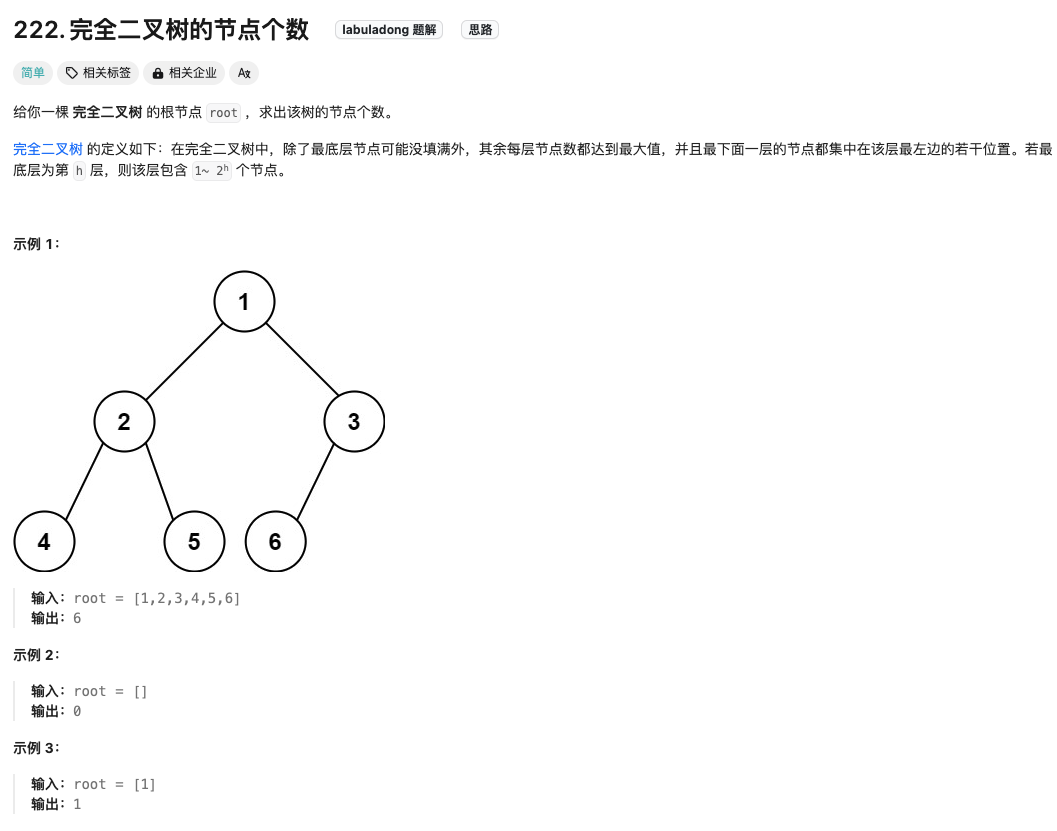 222. 完全二叉树的节点个数 labuladong 题解 思路
简单 相关标签 相关企业 Aあ
给你一棵 完全二叉树 的根节点 root ，求出该树的节点个数。
完全二叉树 的定义如下：在完全二叉树中，除了最底层节点可能没填满外，其余每层节点数都达到最大值，并且最下面一层的节点都集中在该层最左边的若干位置。若最
底层为第 h 层，则该层包含 1~ 2ʰ 个节点。
示例 1：
1
2 3
4 5 6
输入：root = [1,2,3,4,5,6]
输出：6
示例 2：
输入：root = []
输出：0
示例 3：
输入：root = [1]
输出：1